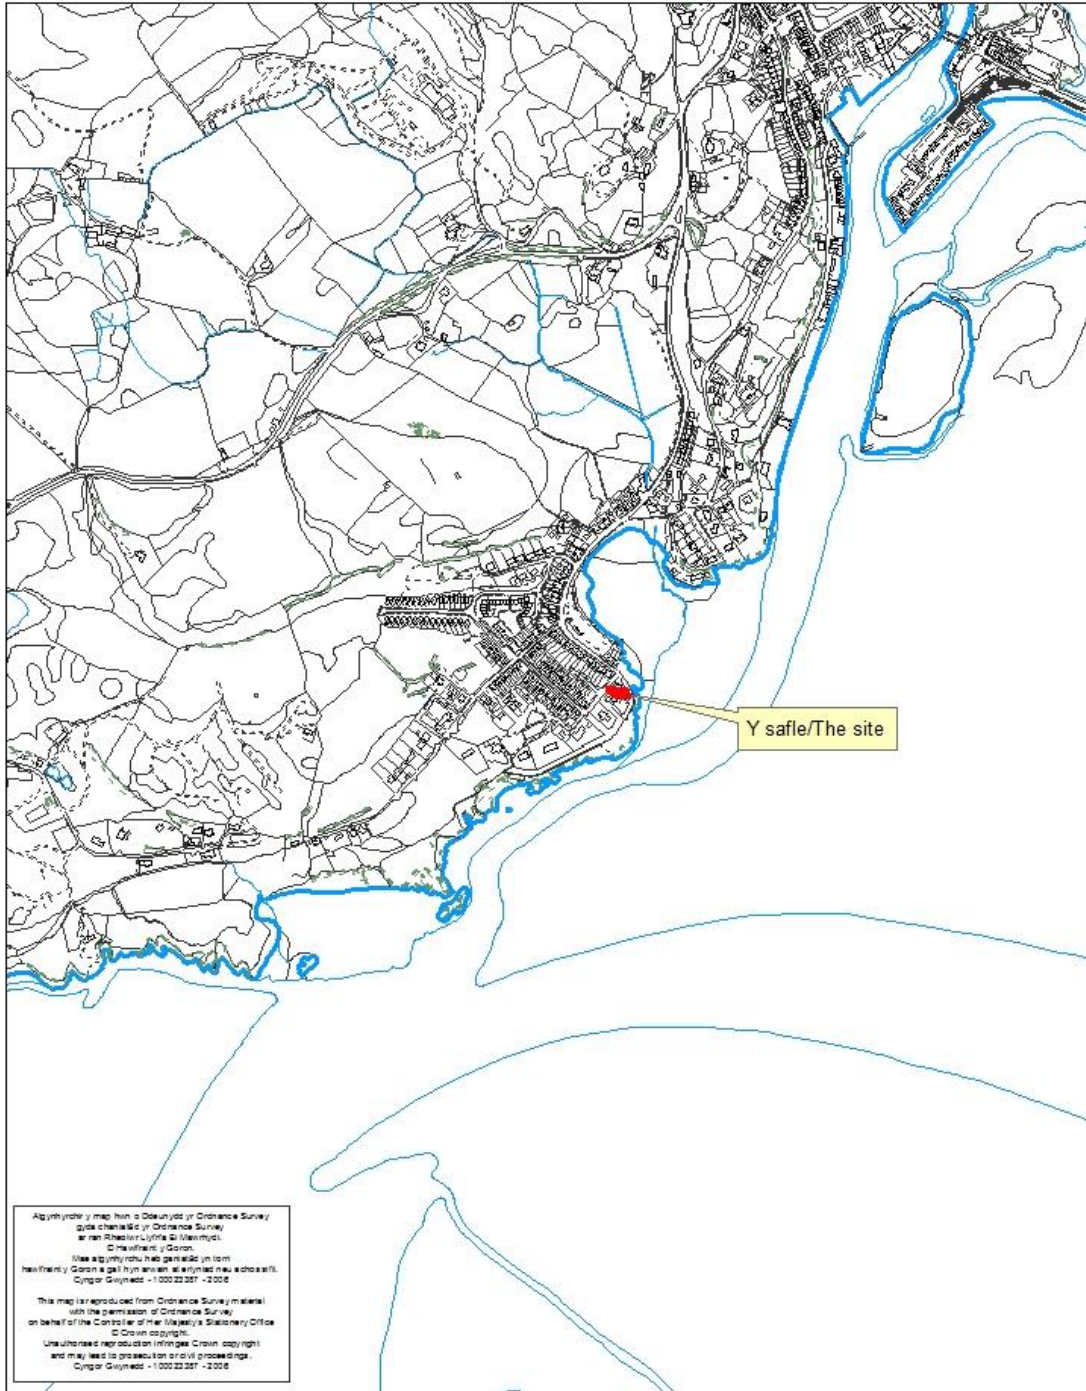 Y safle/The site
Atgynhyrchir y map hwn o Ddeunydd yr Ordnance Survey
gyda chaniatâd yr Ordnance Survey
ar ran Rheolwr Llyfrfa Ei Mawrhydi.
© Hawlfraint y Goron.
Mae atgynhyrchu heb ganiatâd yn torri
hawlfraint y Goron a gall hyn arwain at erlyniad neu achos sifil.
Cyngor Gwynedd - 100023387 - 2006
This map is reproduced from Ordnance Survey material
with the permission of Ordnance Survey
on behalf of the Controller of Her Majesty's Stationery Office
© Crown copyright.
Unauthorised reproduction infringes Crown copyright
and may lead to prosecution or civil proceedings.
Cyngor Gwynedd - 100023387 - 2006